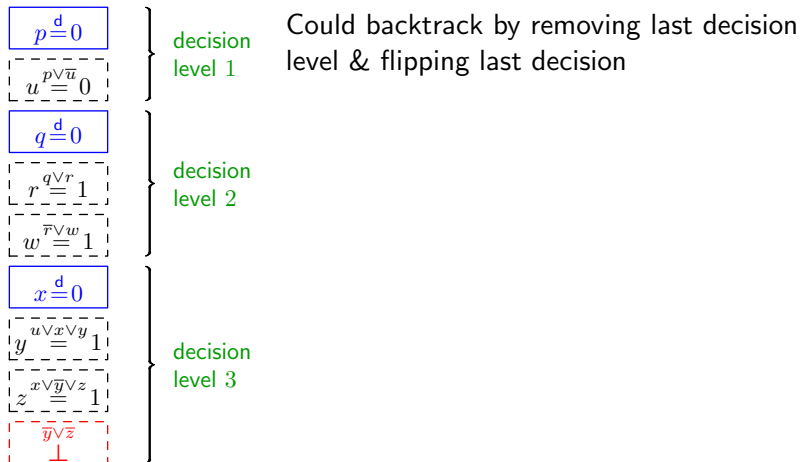 Could backtrack by removing last decision
level & flipping last decision
p =ᵈ 0
decision
level 1
u =^{p∨u̅} 0
q =ᵈ 0
r =^{q∨r} 1
decision
level 2
w =^{r̅∨w} 1
x =ᵈ 0
y =^{u∨x∨y} 1
decision
level 3
z =^{x∨y̅∨z} 1
y̅∨z̅
⊥